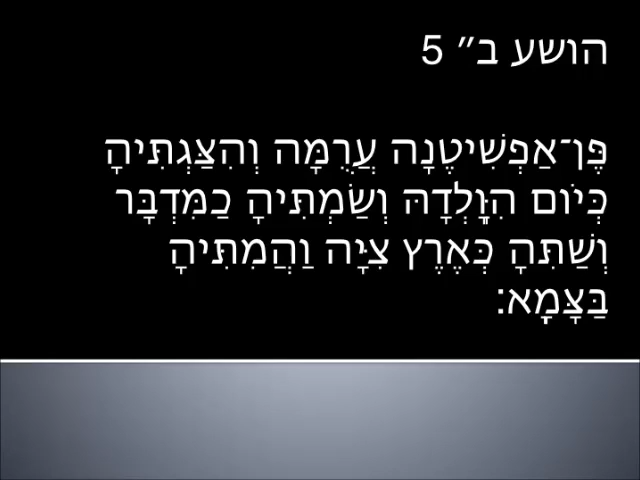 הושע ב״ 5
פֶּן־אַפְשִׁיטֶנָּה עֲרֻמָּה וְהִצַּגְתִּיהָ
כְּיוֹם הִוָּלְדָהּ וְשַׂמְתִּיהָ כַמִּדְבָּר
וְשַׁתִּהָ כְּאֶרֶץ צִיָּה וַהֲמִתִּיהָ
בַּצָּמָא׃